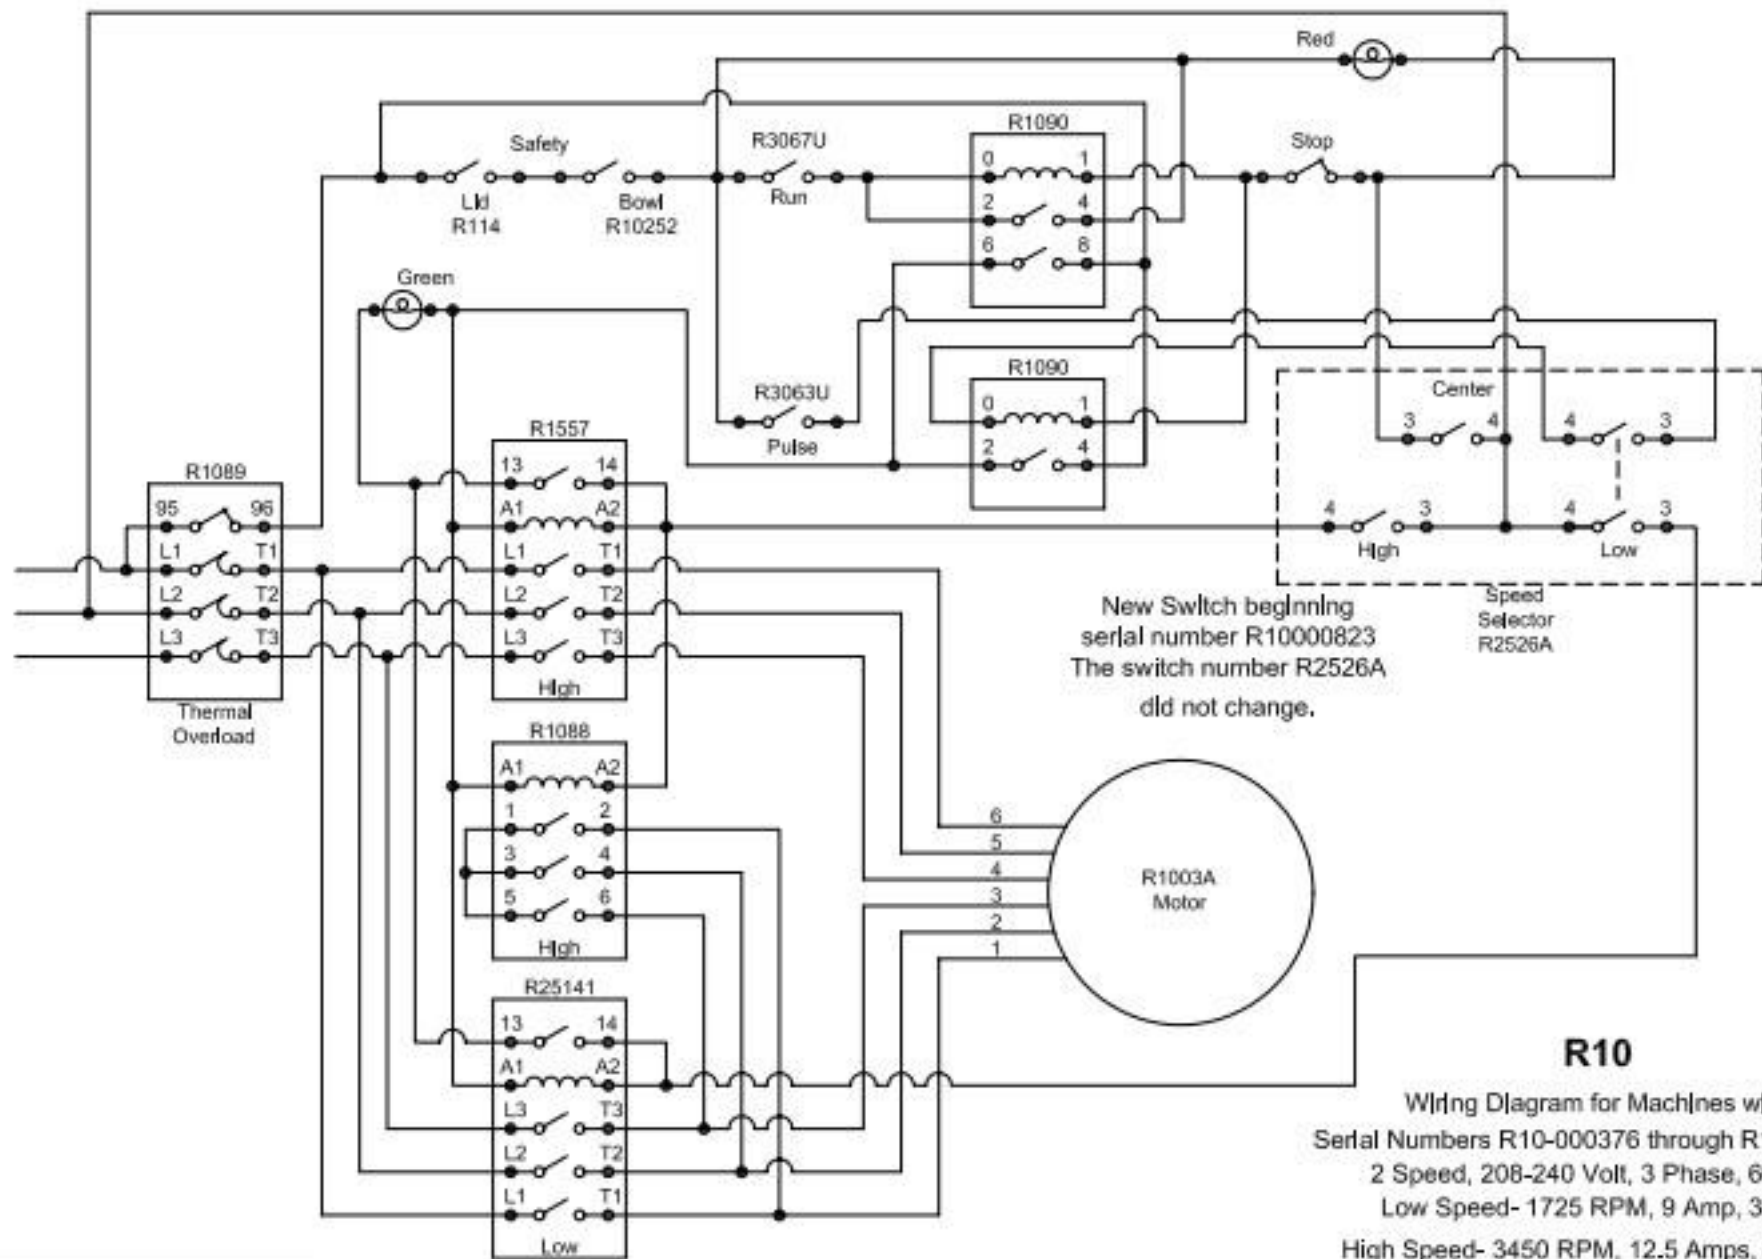 Red
R1090
R3067U
Stop
Safety
0 1
Lid
R114
Bowl
R10252
Run
2 4
6 8
Green
R1090
Center
R3063U
0 1
3 4 4 3
R1557
Pulse
2 4
13 14
R1089
95 96
A1 A2
4 3 4 3
L1 T1
L1 T1
High
Low
L2 T2
L2 T2
New Switch beginning
serial number R10000823
The switch number R2526A
did not change.
Speed
Selector
R2526A
L3 T3
L3 T3
High
Thermal
Overload
R1088
A1 A2
1 2
3 4
5 6
High
6
5
4
3
2
1
R1003A
Motor
R25141
13 14
A1 A2
L3 T3
L2 T2
L1 T1
Low
R10
Wiring Diagram for Machines w
Serial Numbers R10-000376 through R
2 Speed, 208-240 Volt, 3 Phase, 6
Low Speed- 1725 RPM, 9 Amp, 3
High Speed- 3450 RPM, 12.5 Amps,